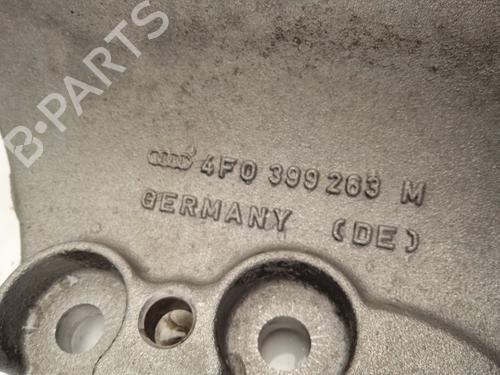 B-PARTS
4F0 399 263 M
GERMANY (DE)